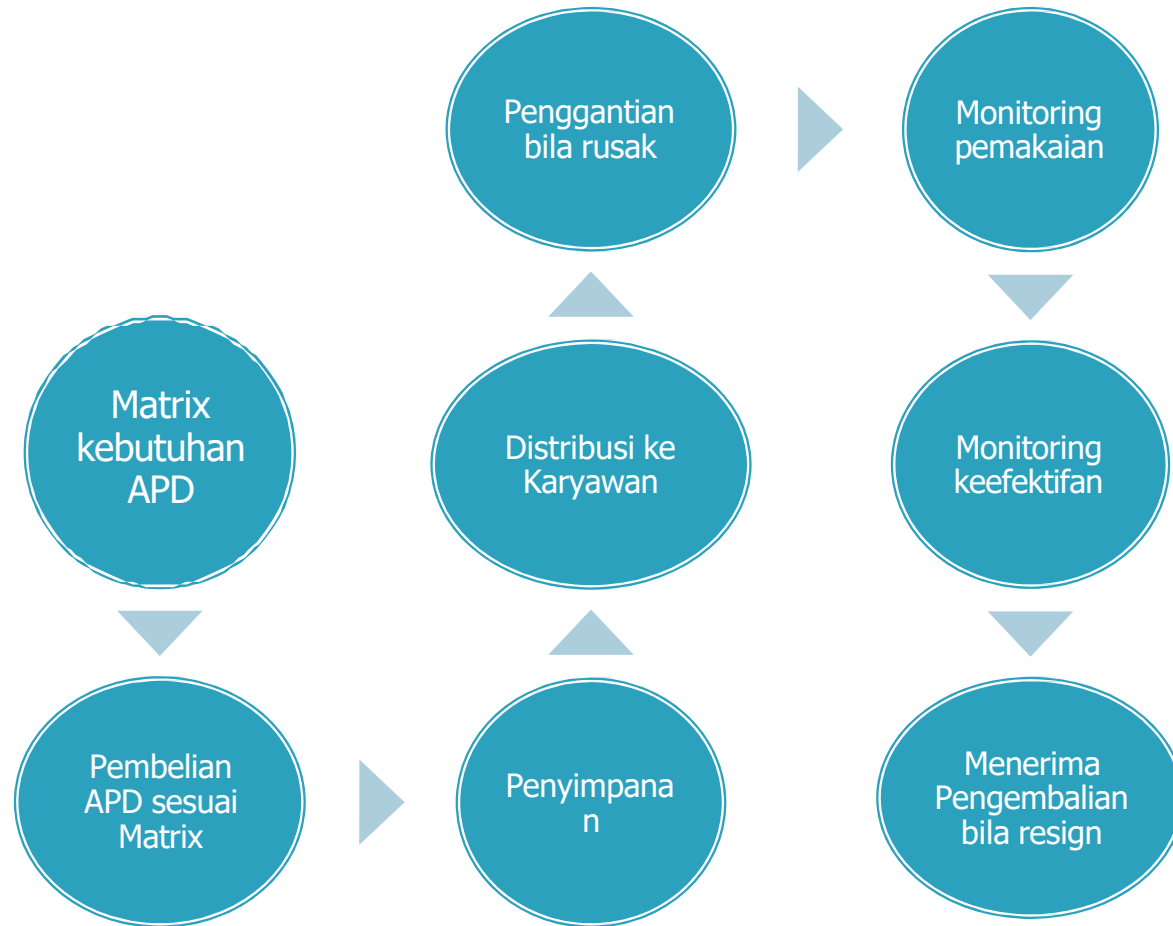 Matrix
kebutuhan
APD
Pembelian
APD sesuai
Matrix
Penyimpana
n
Distribusi ke
Karyawan
Penggantian
bila rusak
Monitoring
pemakaian
Monitoring
keefektifan
Menerima
Pengembalian
bila resign